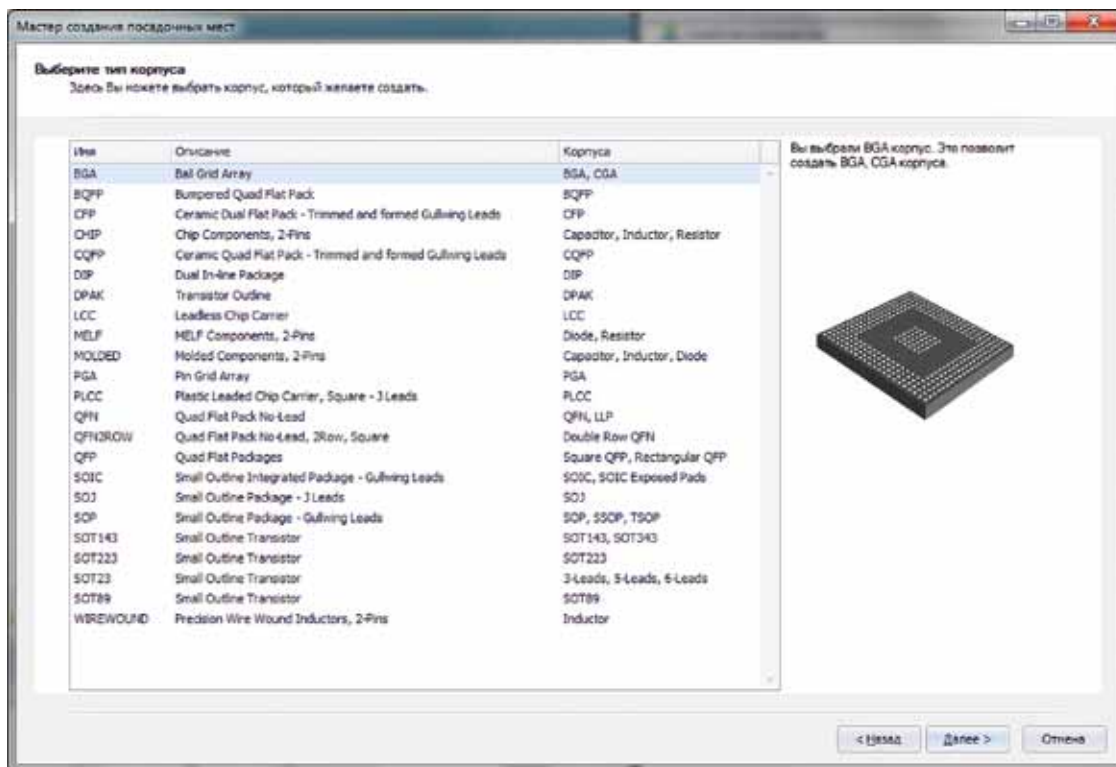 Мастер создания посадочных мест
Выберите тип корпуса
Здесь Вы можете выбрать корпус, который желаете создать.
Имя Описание Корпуса
BGA Ball Grid Array BGA, CGA
BQFP Bumpered Quad Flat Pack BQFP
CFP Ceramic Dual Flat Pack - Trimmed and formed Gullwing Leads CFP
CHIP Chip Components, 2-Pins Capacitor, Inductor, Resistor
CQFP Ceramic Quad Flat Pack - Trimmed and formed Gullwing Leads CQFP
DIP Dual In-line Package DIP
DPAK Transistor Outline DPAK
LCC Leadless Chip Carrier LCC
MELF MELF Components, 2-Pins Diode, Resistor
MOLDED Molded Components, 2-Pins Capacitor, Inductor, Diode
PGA Pin Grid Array PGA
PLCC Plastic Leaded Chip Carrier, Square - J Leads PLCC
QFN Quad Flat Pack No-Lead QFN, LLP
QFN2ROW Quad Flat Pack No-Lead, 2Row, Square Double Row QFN
QFP Quad Flat Packages Square QFP, Rectangular QFP
SOIC Small Outline Integrated Package - Gullwing Leads SOIC, SOIC Exposed Pads
SOJ Small Outline Package - J Leads SOJ
SOP Small Outline Package - Gullwing Leads SOP, SSOP, TSOP
SOT143 Small Outline Transistor SOT143, SOT343
SOT223 Small Outline Transistor SOT223
SOT23 Small Outline Transistor 3-Leads, 5-Leads, 6-Leads
SOT89 Small Outline Transistor SOT89
WIREWOUND Precision Wire Wound Inductors, 2-Pins Inductor
Вы выбрали BGA корпус. Это позволит
создать BGA, CGA корпуса.
< Назад Далее > Отмена